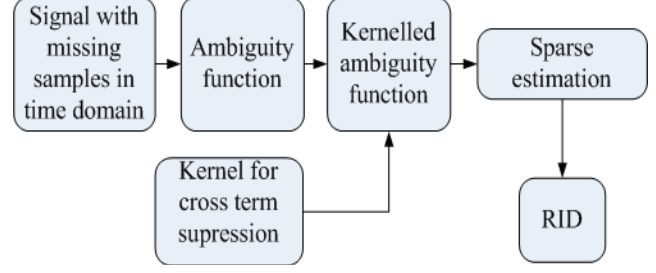 Signal with
missing
samples in
time domain
Ambiguity
function
Kernelled
ambiguity
function
Sparse
estimation
Kernel for
cross term
supression
RID